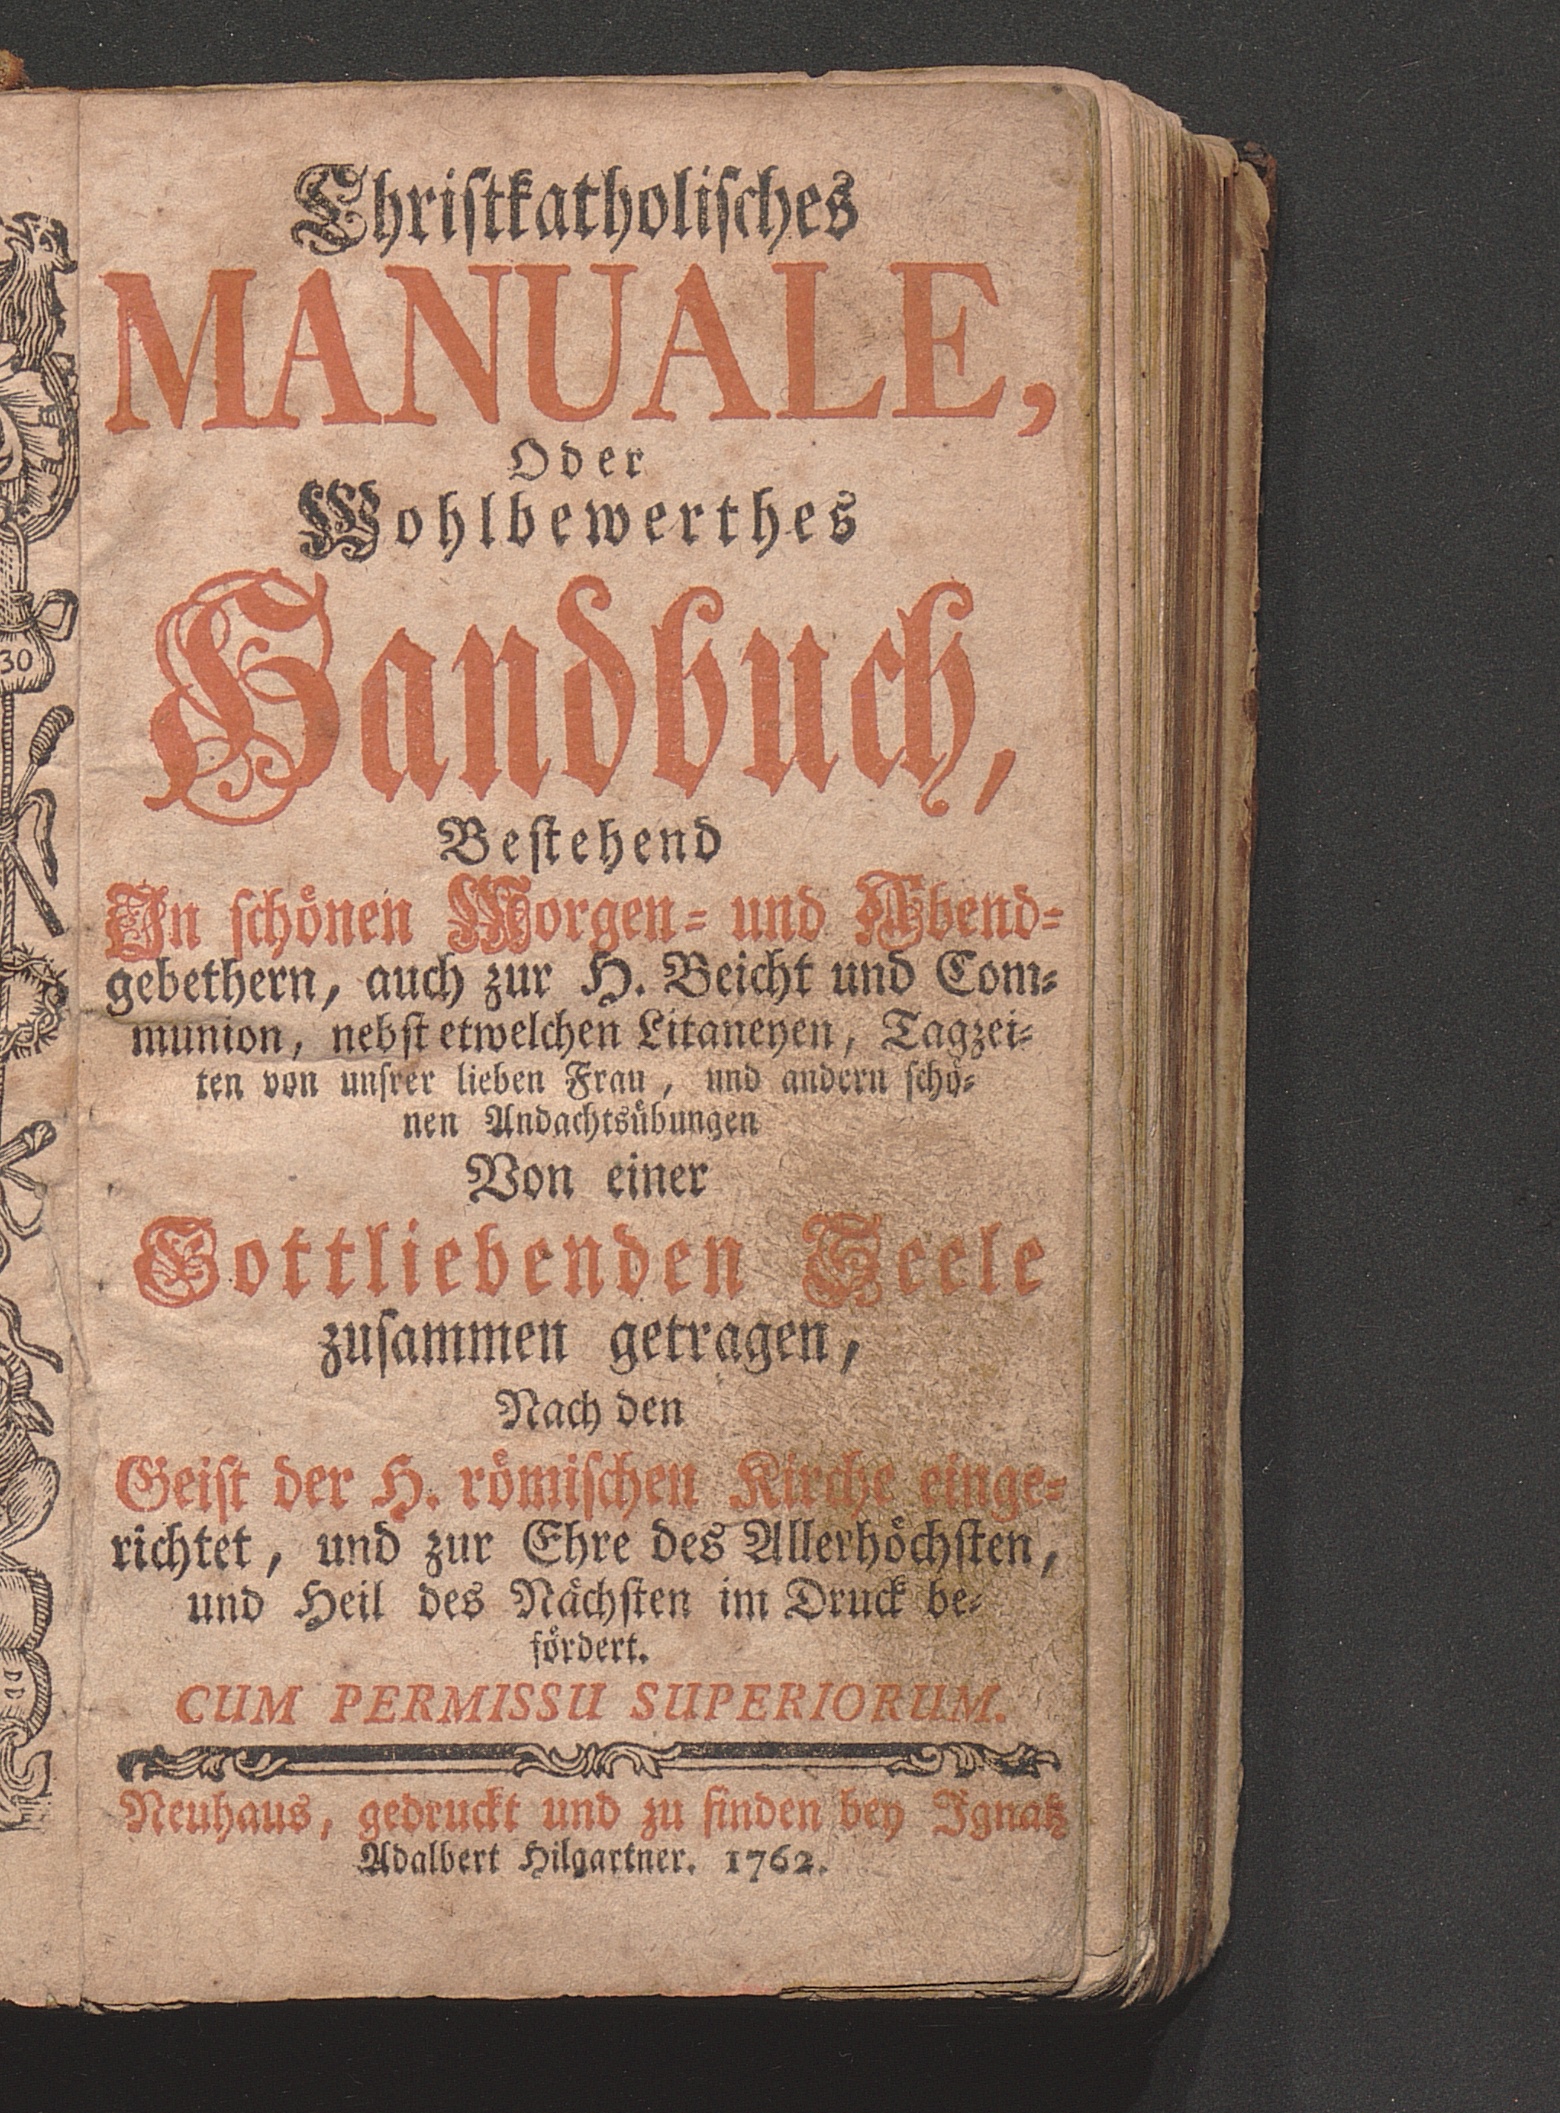 Christkatholisches
MANUALE,
Oder
Wohlbewerthes
Handbuch,
Bestehend
In schönen Morgen- und Abend-
gebethern, auch zur H. Beicht und Com-
munion, nebst etwelchen Litaneyen, Tagzei-
ten von unsrer lieben Frau, und andern schö-
nen Andachtsübungen
Von einer
Gottliebenden Seele
zusammen getragen,
Nach den
Geist der H. römischen Kirche einge-
richtet, und zur Ehre des Allerhöchsten,
und Heil des Nächsten im Druck be-
fördert.
CUM PERMISSU SUPERIORUM.
Neuhaus, gedruckt und zu finden bey Ignatz
Adalbert Hilgartner. 1762.
30